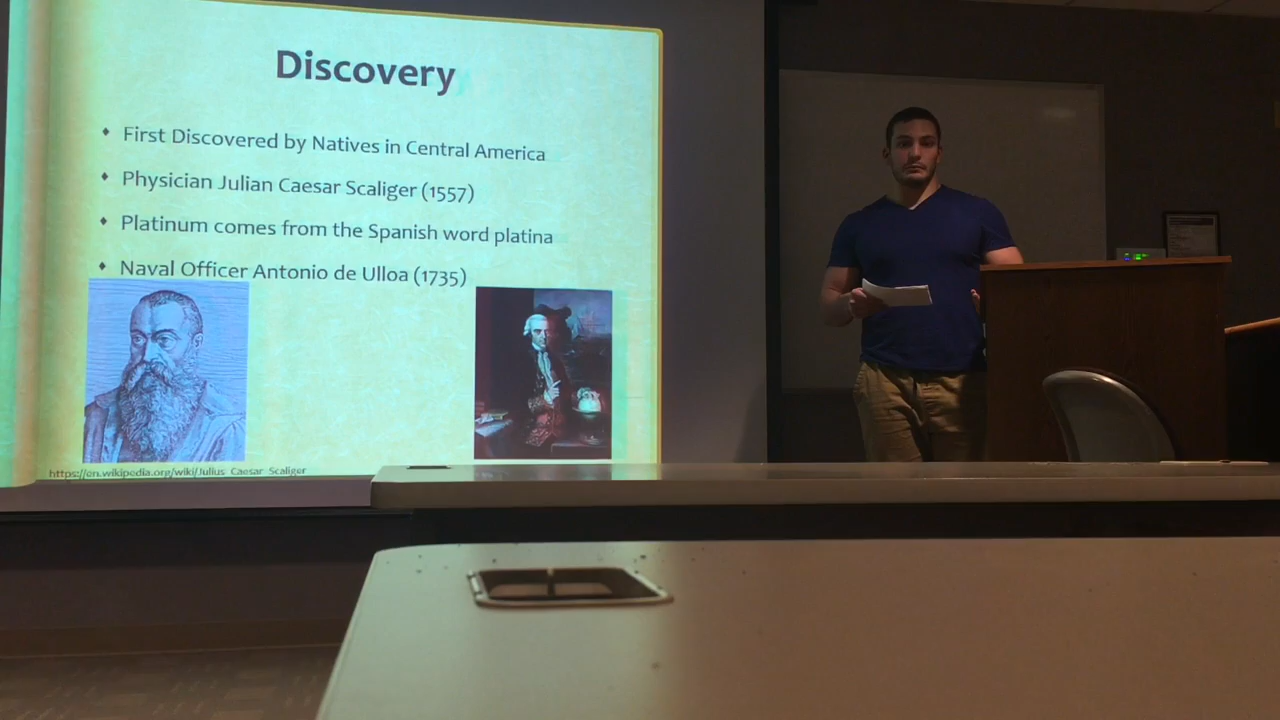 Discovery
First Discovered by Natives in Central America
Physician Julian Caesar Scaliger (1557)
Platinum comes from the Spanish word platina
Naval Officer Antonio de Ulloa (1735)
https://en.wikipedia.org/wiki/Julius_Caesar_Scaliger